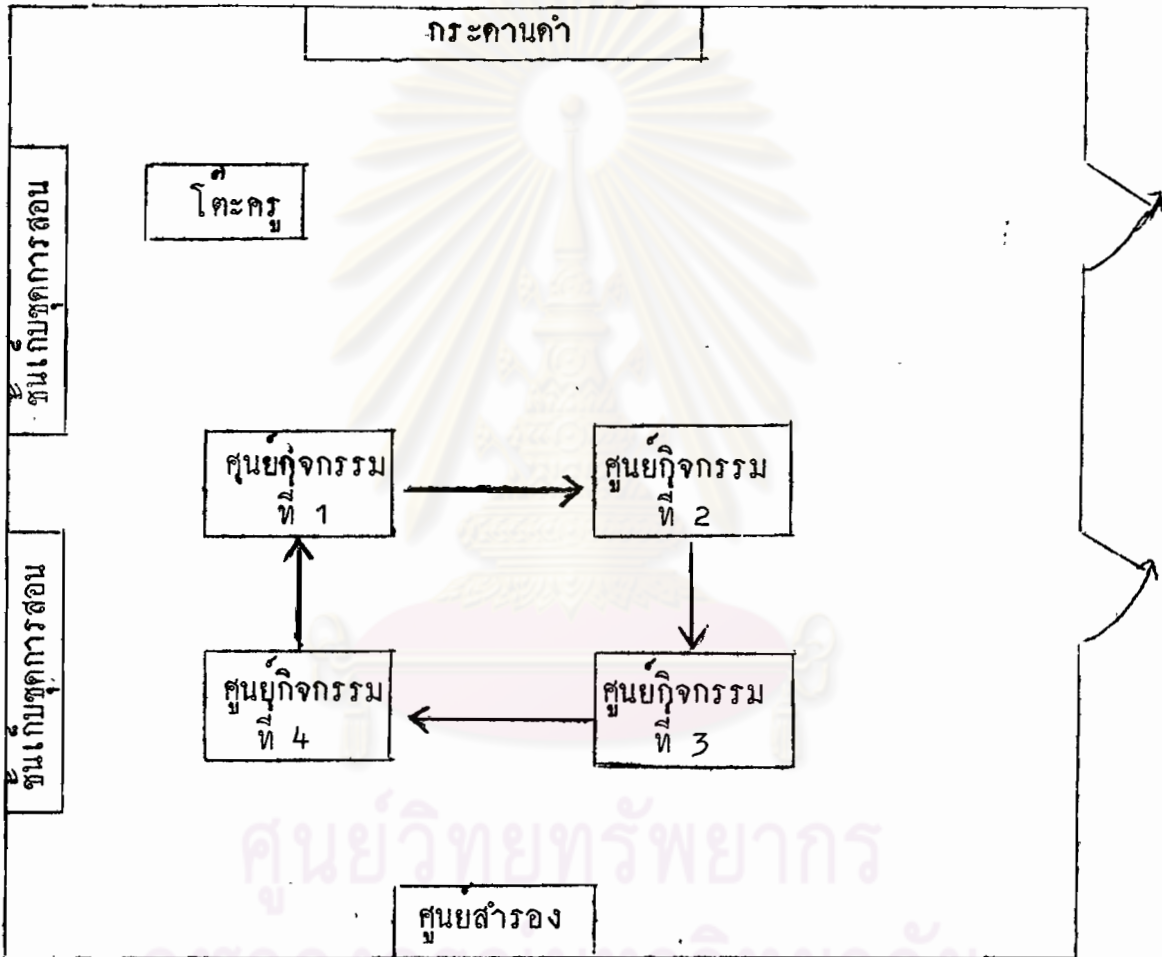 กระดานดำ
โต๊ะครู
ชั้นเก็บชุดการสอน
ศูนย์กิจกรรม
ที่ 1
ศูนย์กิจกรรม
ที่ 2
ชั้นเก็บชุดการสอน
ศูนย์กิจกรรม
ที่ 4
ศูนย์กิจกรรม
ที่ 3
ศูนย์วิทยทรัพยากร
ศูนย์สำรอง